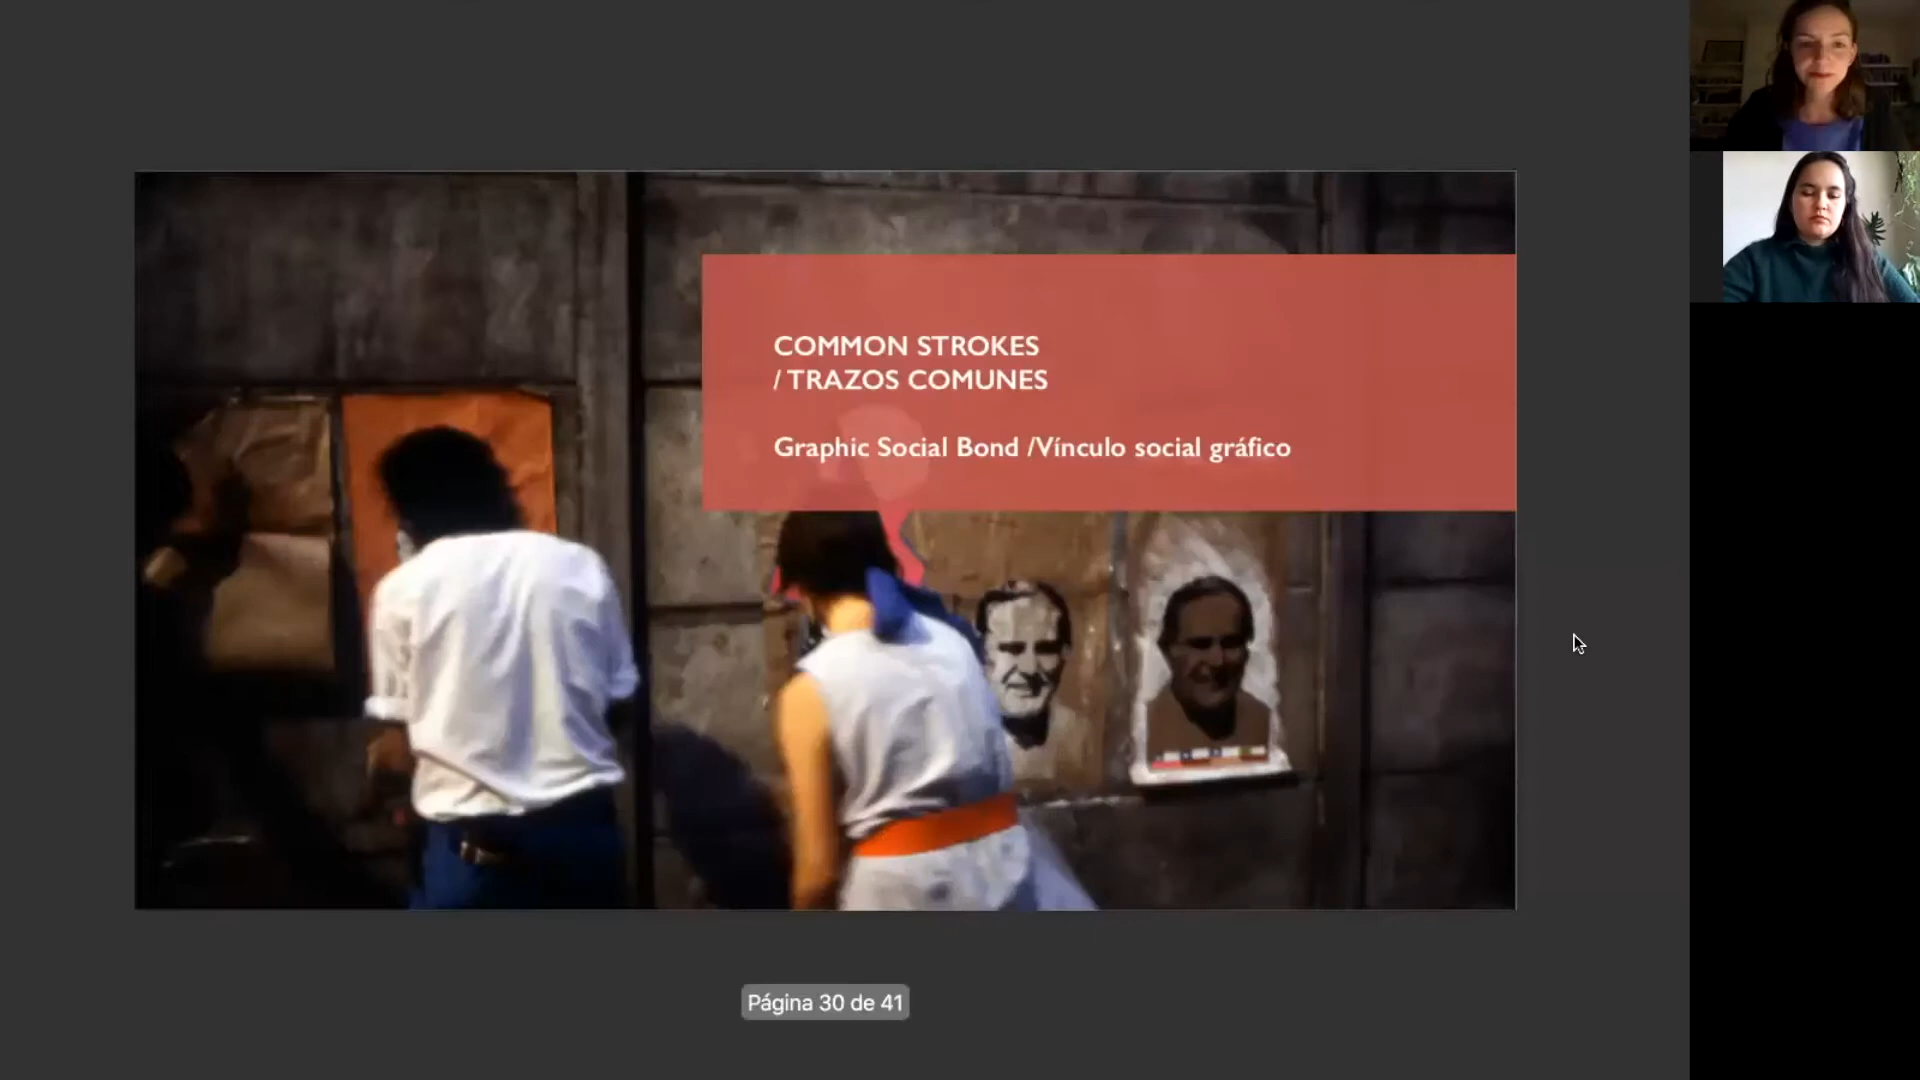 COMMON STROKES
/ TRAZOS COMUNES
Graphic Social Bond /Vínculo social gráfico
Página 30 de 41